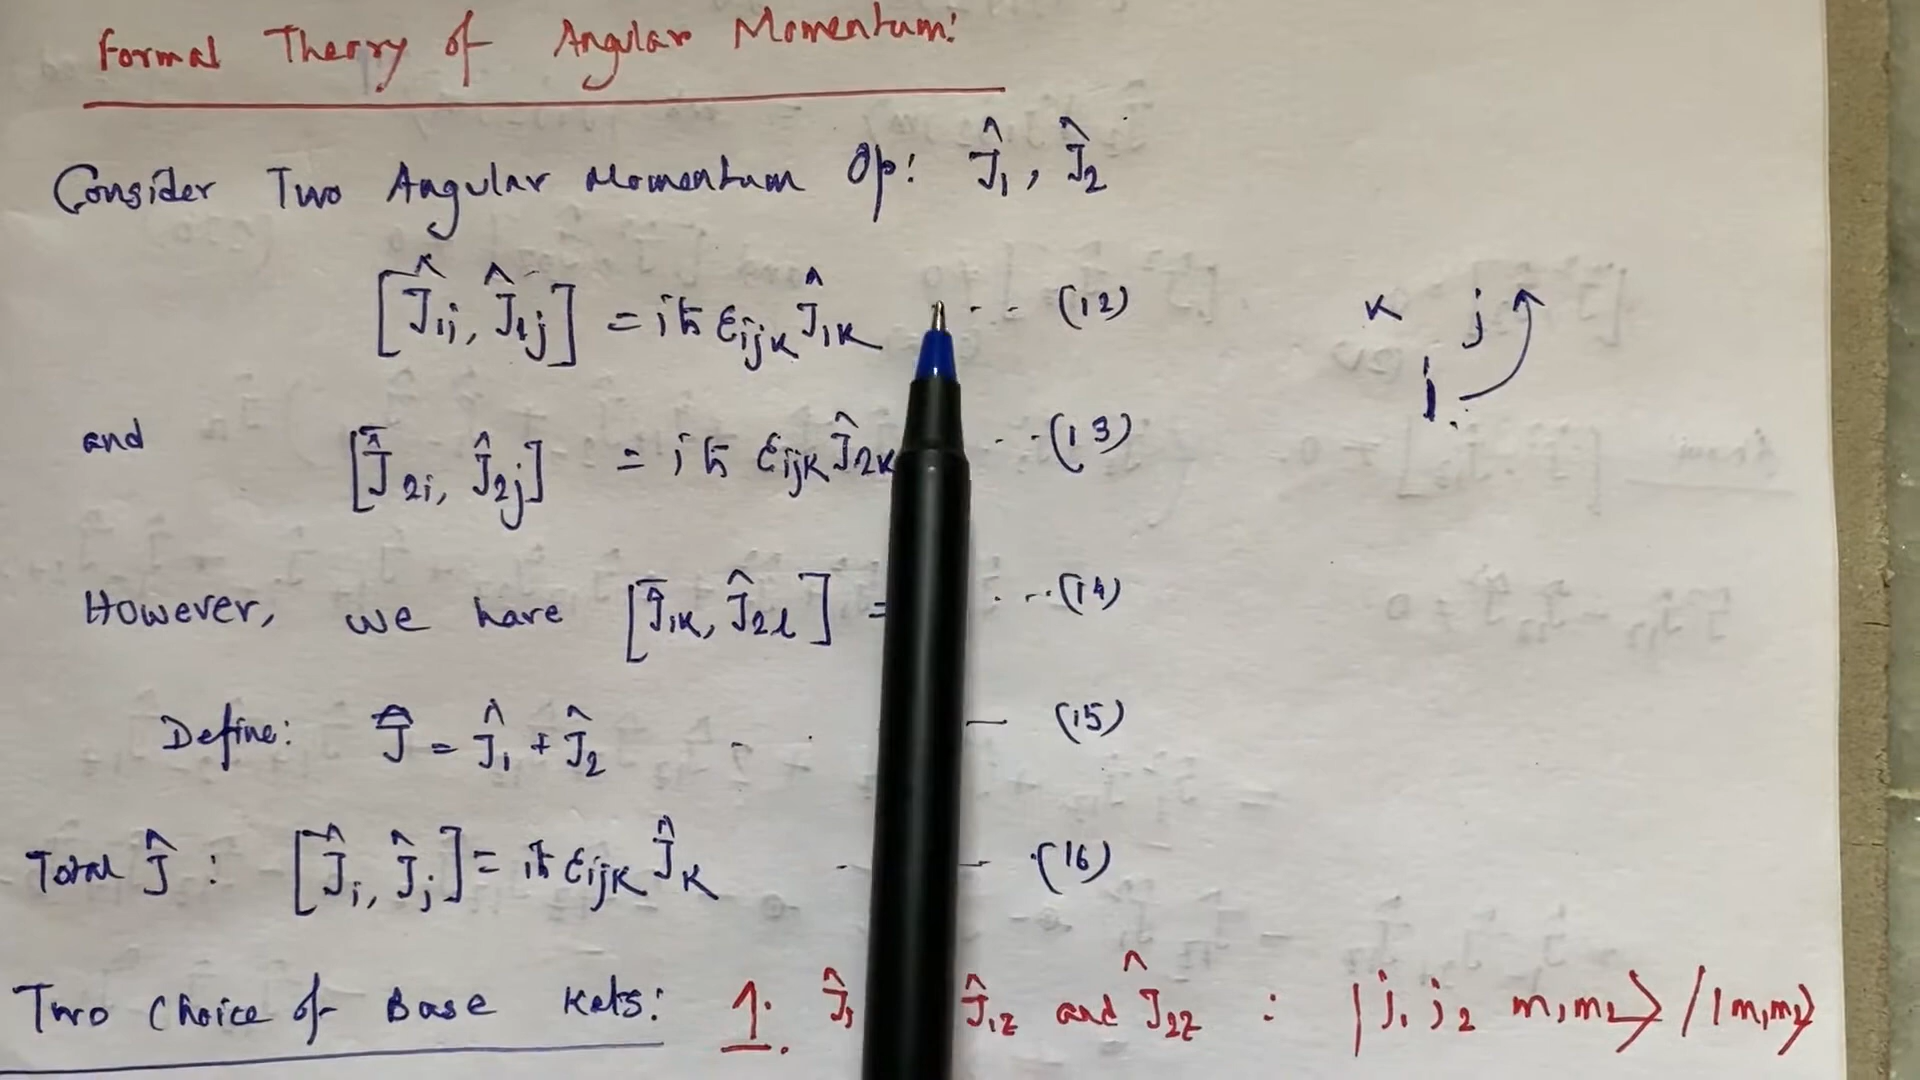 Formal Theory of Angular Momentum:
Consider Two Angular Momentum Op: Ĵ₁, Ĵ₂
[Ĵ₁ᵢ, Ĵ₁ⱼ] = iħ εᵢⱼₖ Ĵ₁ₖ --- (12)
k j
i
and [Ĵ₂ᵢ, Ĵ₂ⱼ] = iħ εᵢⱼₖ Ĵ₂ₖ --(13)
However, we have [Ĵ₁ₖ, Ĵ₂ₗ] = ---(14)
Define: Ĵ = Ĵ₁ + Ĵ₂ - - — (15)
Total Ĵ : [Ĵᵢ, Ĵⱼ] = iħ εᵢⱼₖ Ĵₖ - — (16)
Two Choice of Base Kets: 1. Ĵ₁ Ĵ₁z and Ĵ₂z : |j₁ j₂ m₁m₂⟩ / |m₁m₂⟩